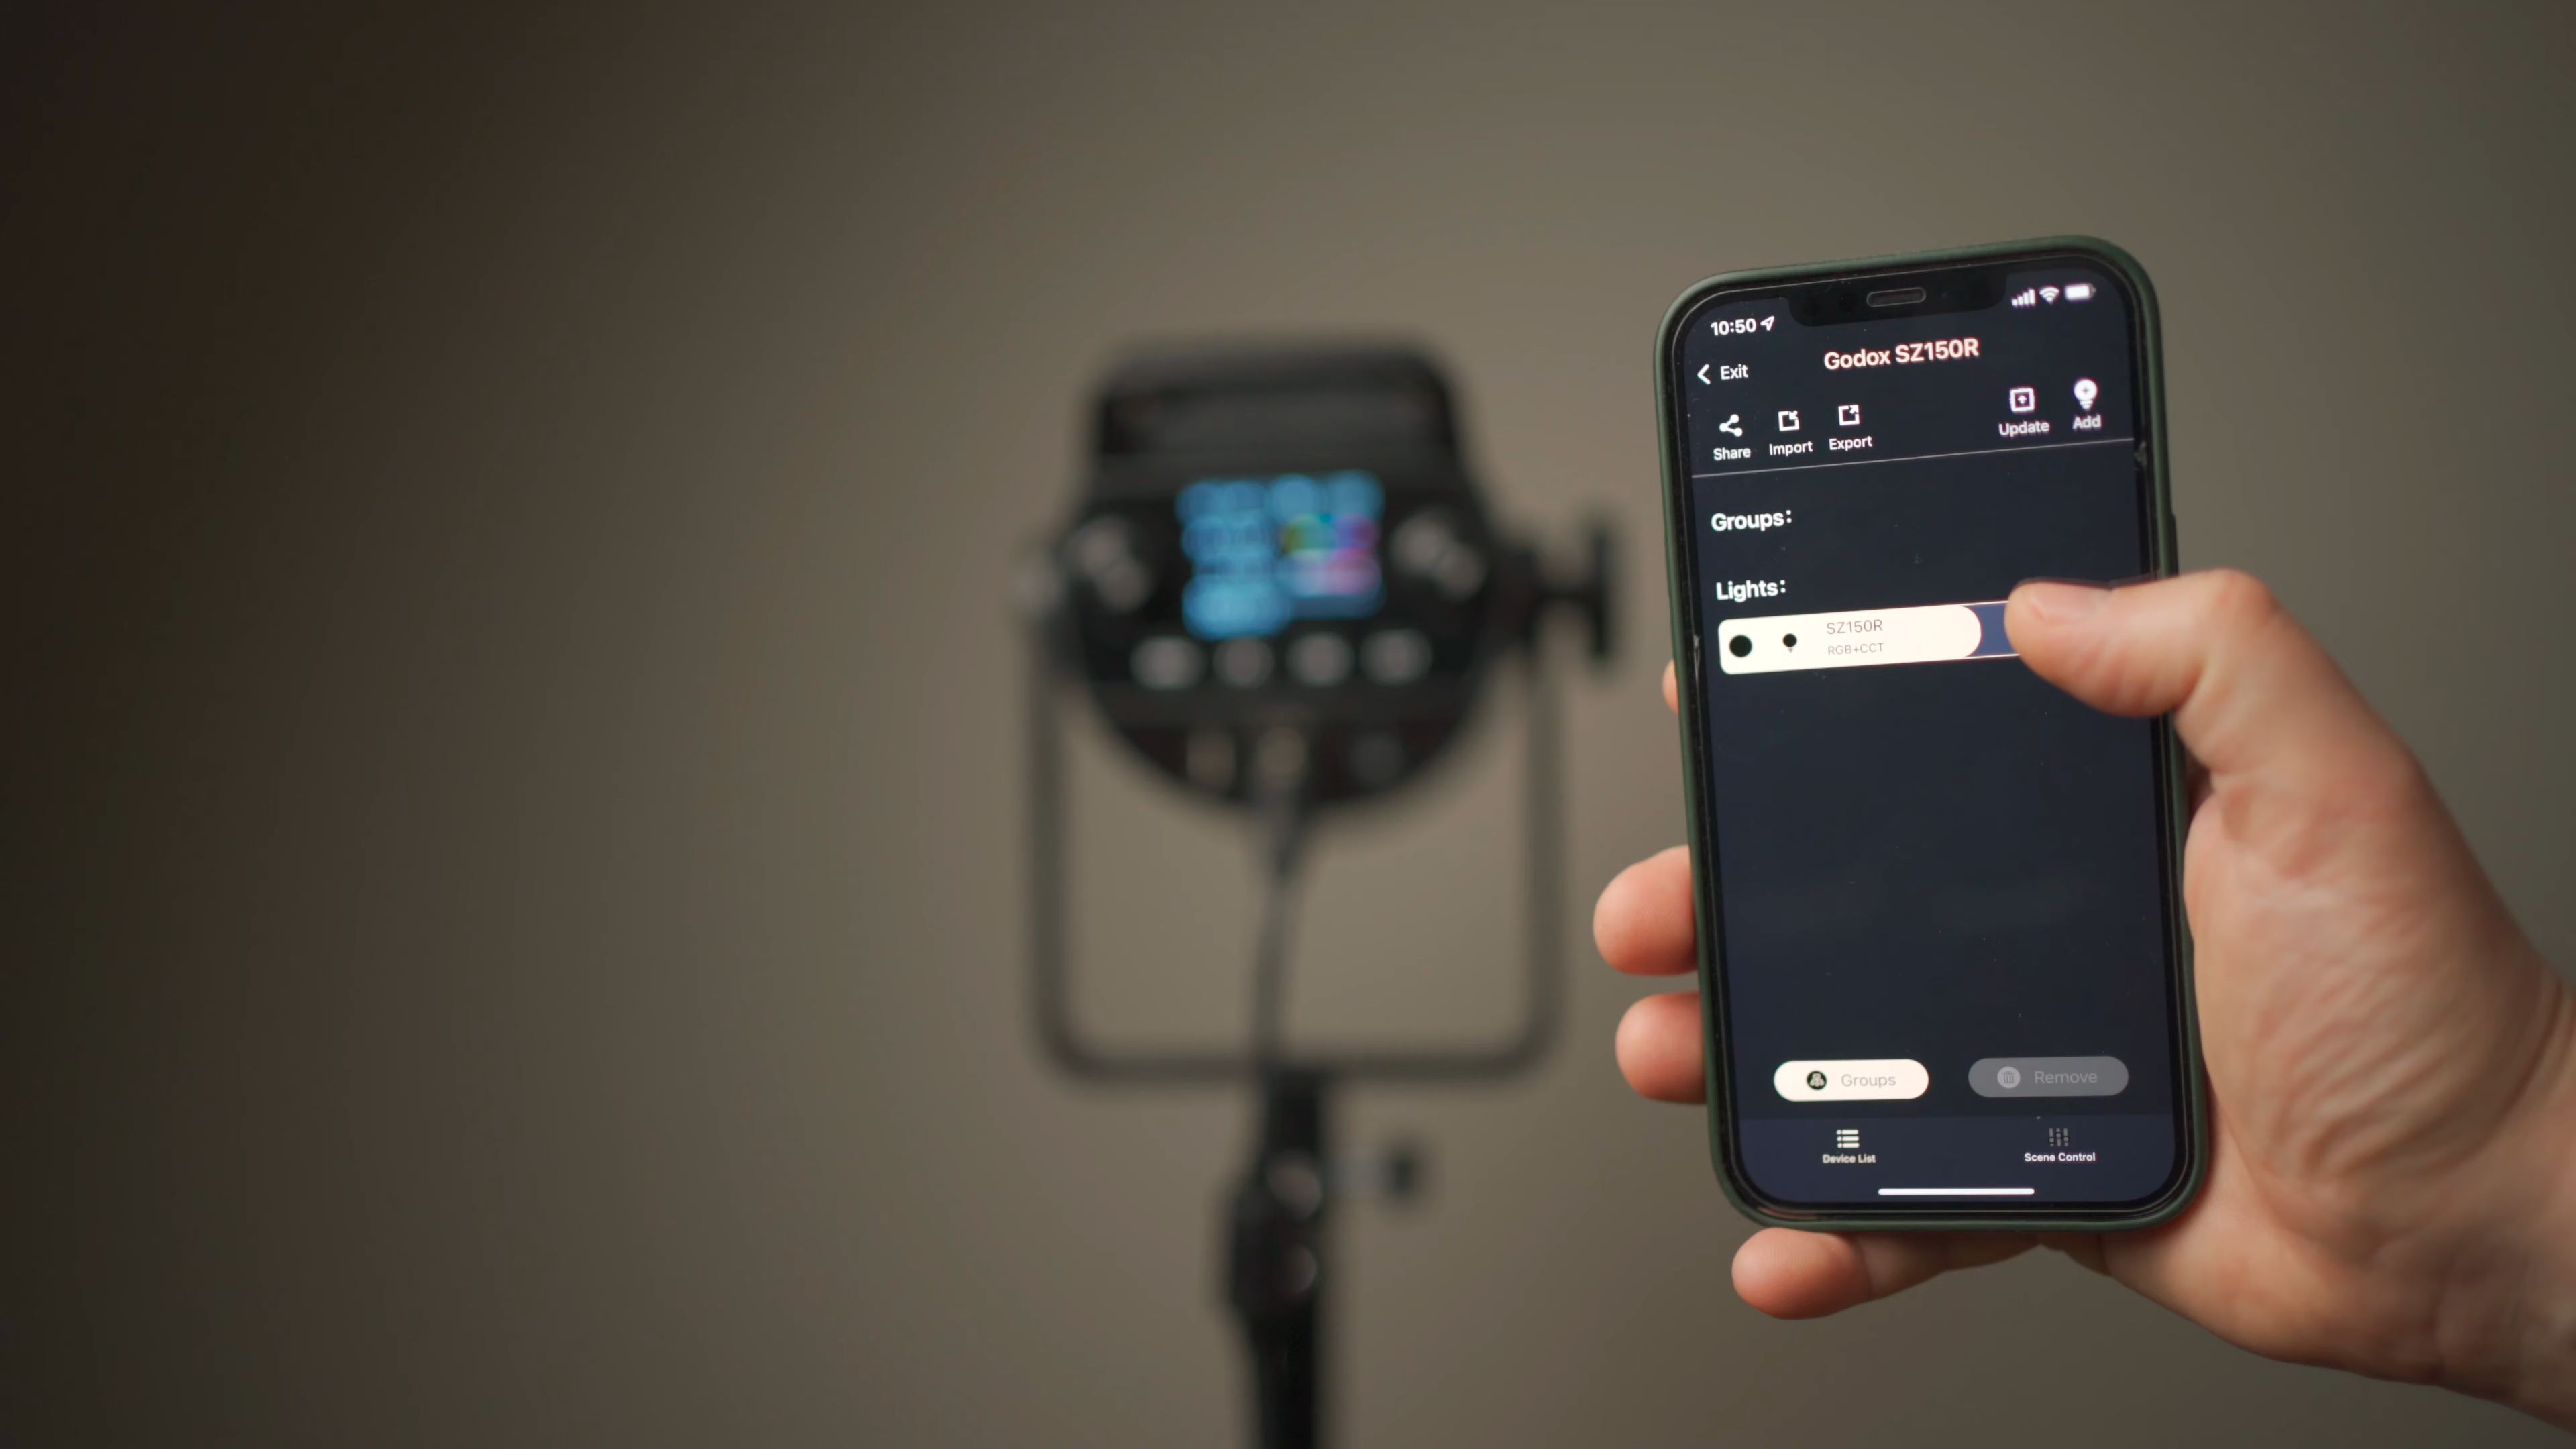 10:50
Exit
Godox SZ150R
Share
Import
Export
Update
Add
Groups:
Lights:
SZ150R
RGB+CCT
Groups
Remove
Device List
Scene Control